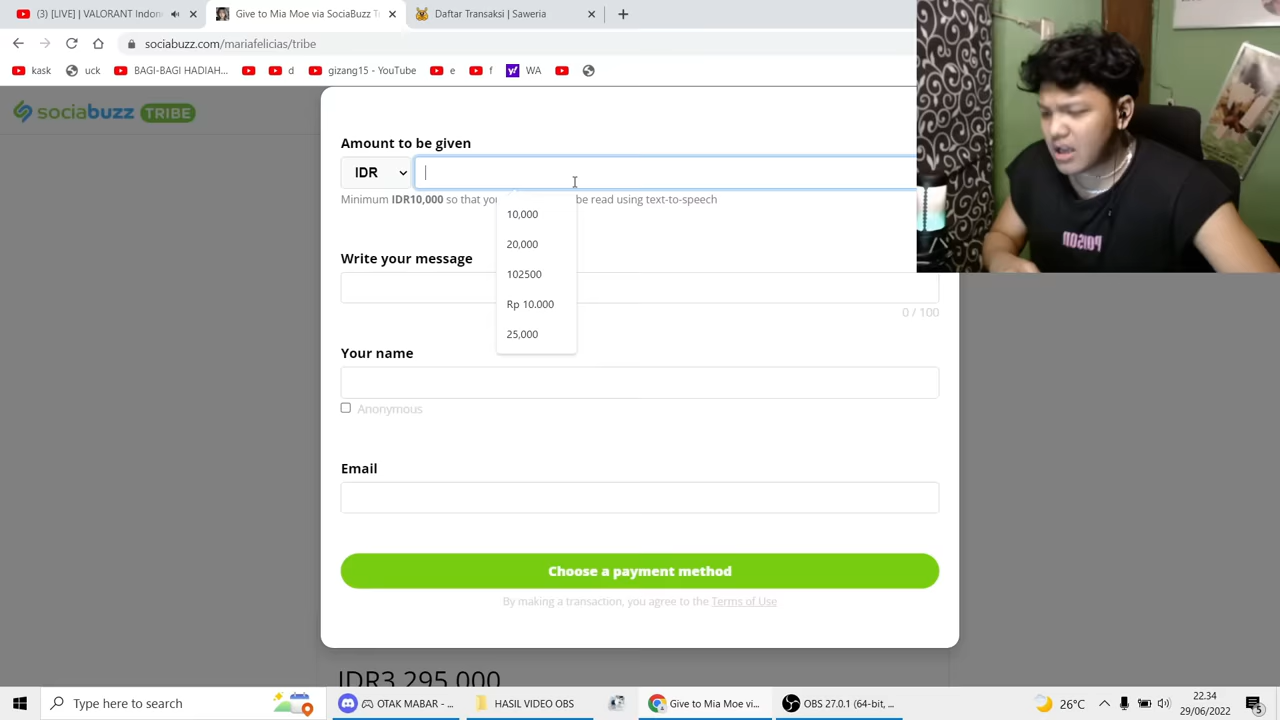 (3) [LIVE] | VALORANT Indon
Give to Mia Moe via SociaBuzz Tr
Daftar Transaksi | Saweria
sociabuzz.com/mariafelicias/tribe
kask
uck
BAGI-BAGI HADIAH...
d
gizang15 - YouTube
e
f
WA
sociabuzz TRIBE
Amount to be given
IDR
Minimum IDR10,000 so that you be read using text-to-speech
10,000
20,000
102500
Rp 10.000
25,000
Write your message
0 / 100
Your name
Anonymous
Email
Choose a payment method
By making a transaction, you agree to the Terms of Use
IDR3,295,000
Type here to search
OTAK MABAR - ...
HASIL VIDEOOBS
Give to Mia Moe vi...
OBS 27.0.1 (64-bit, ...
26°C
22.34
29/06/2022
5